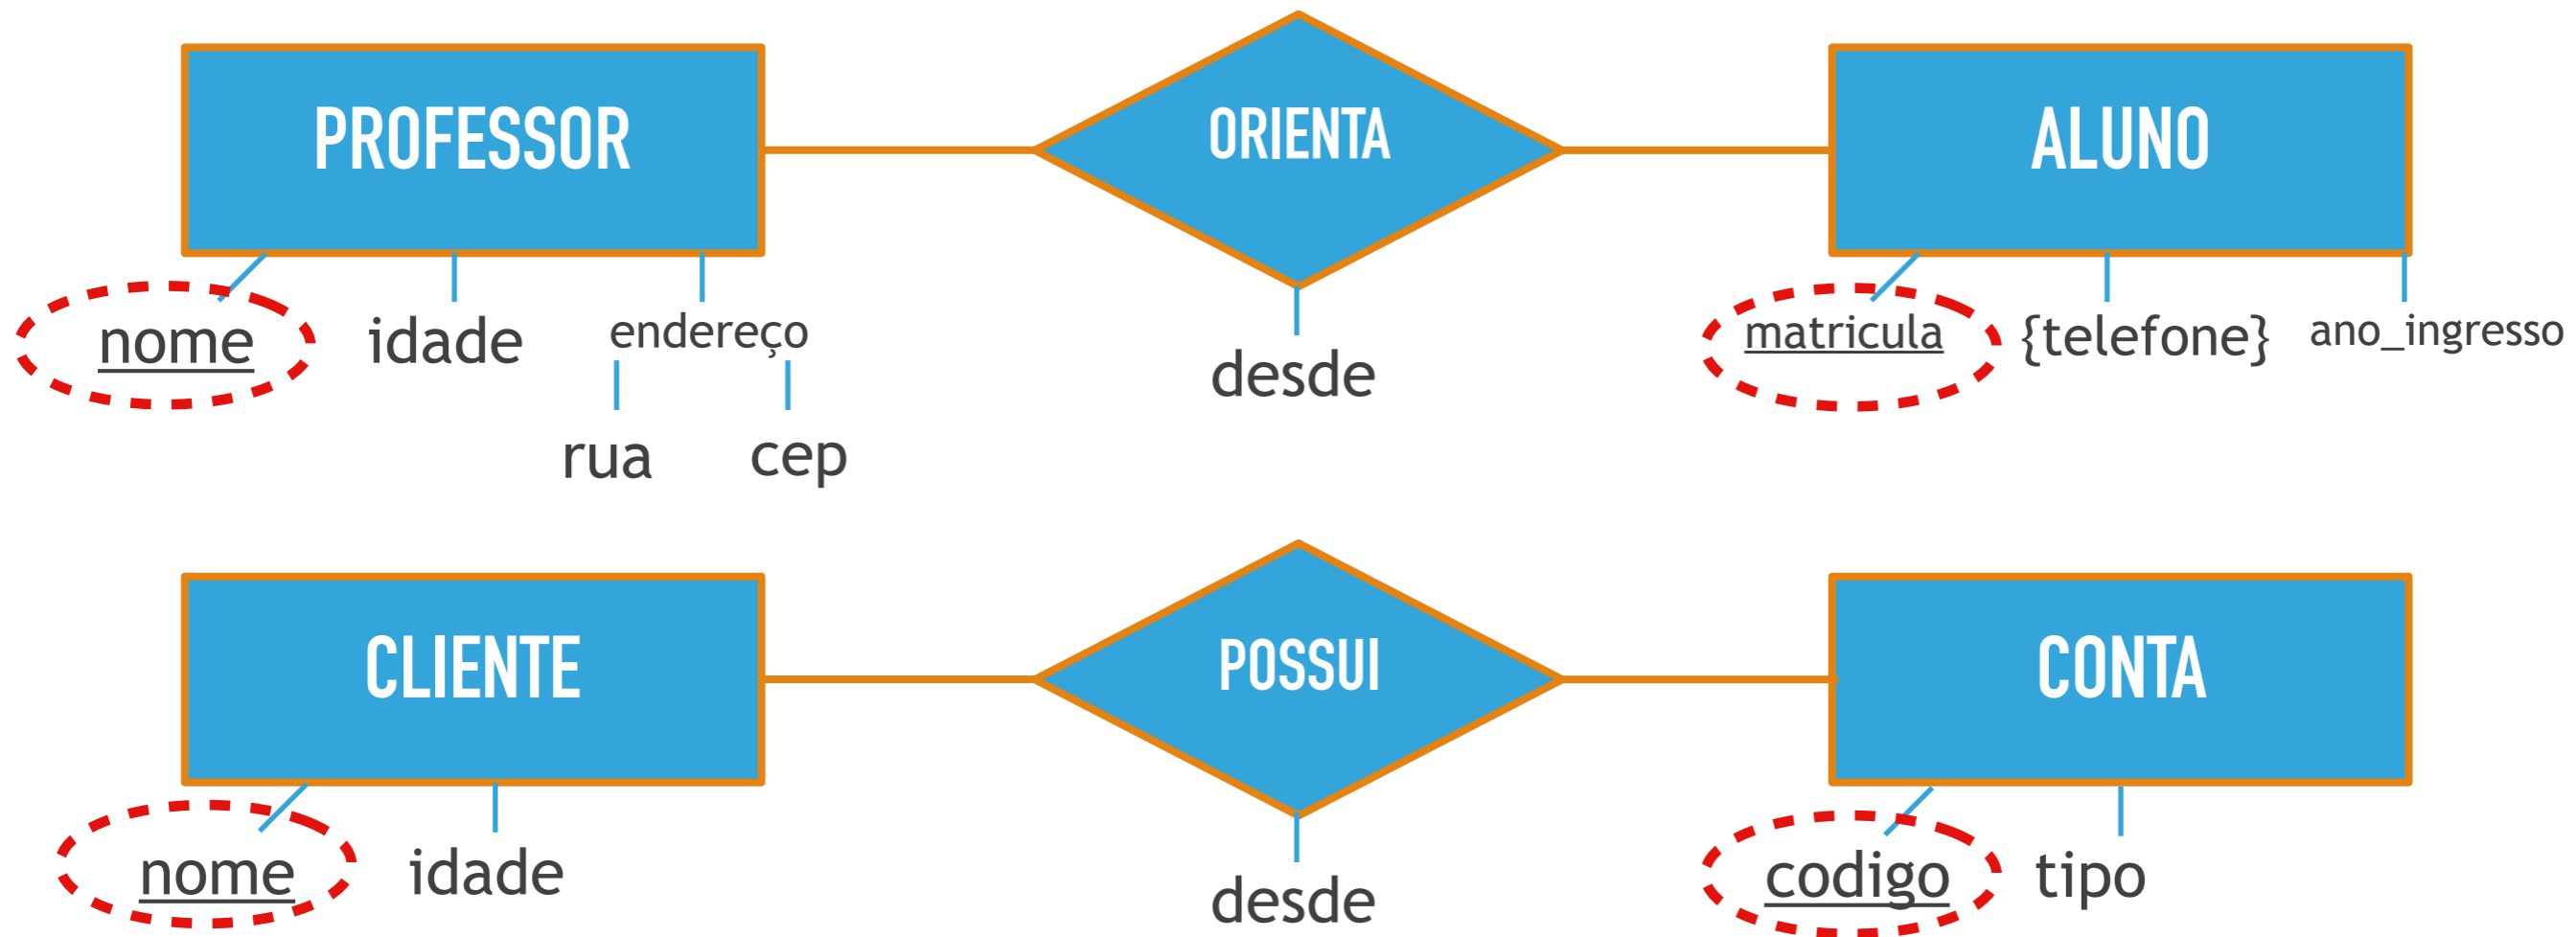 PROFESSOR ORIENTA ALUNO
nome idade endereço desde matricula {telefone} ano_ingresso
rua cep
CLIENTE POSSUI CONTA
nome idade desde codigo tipo